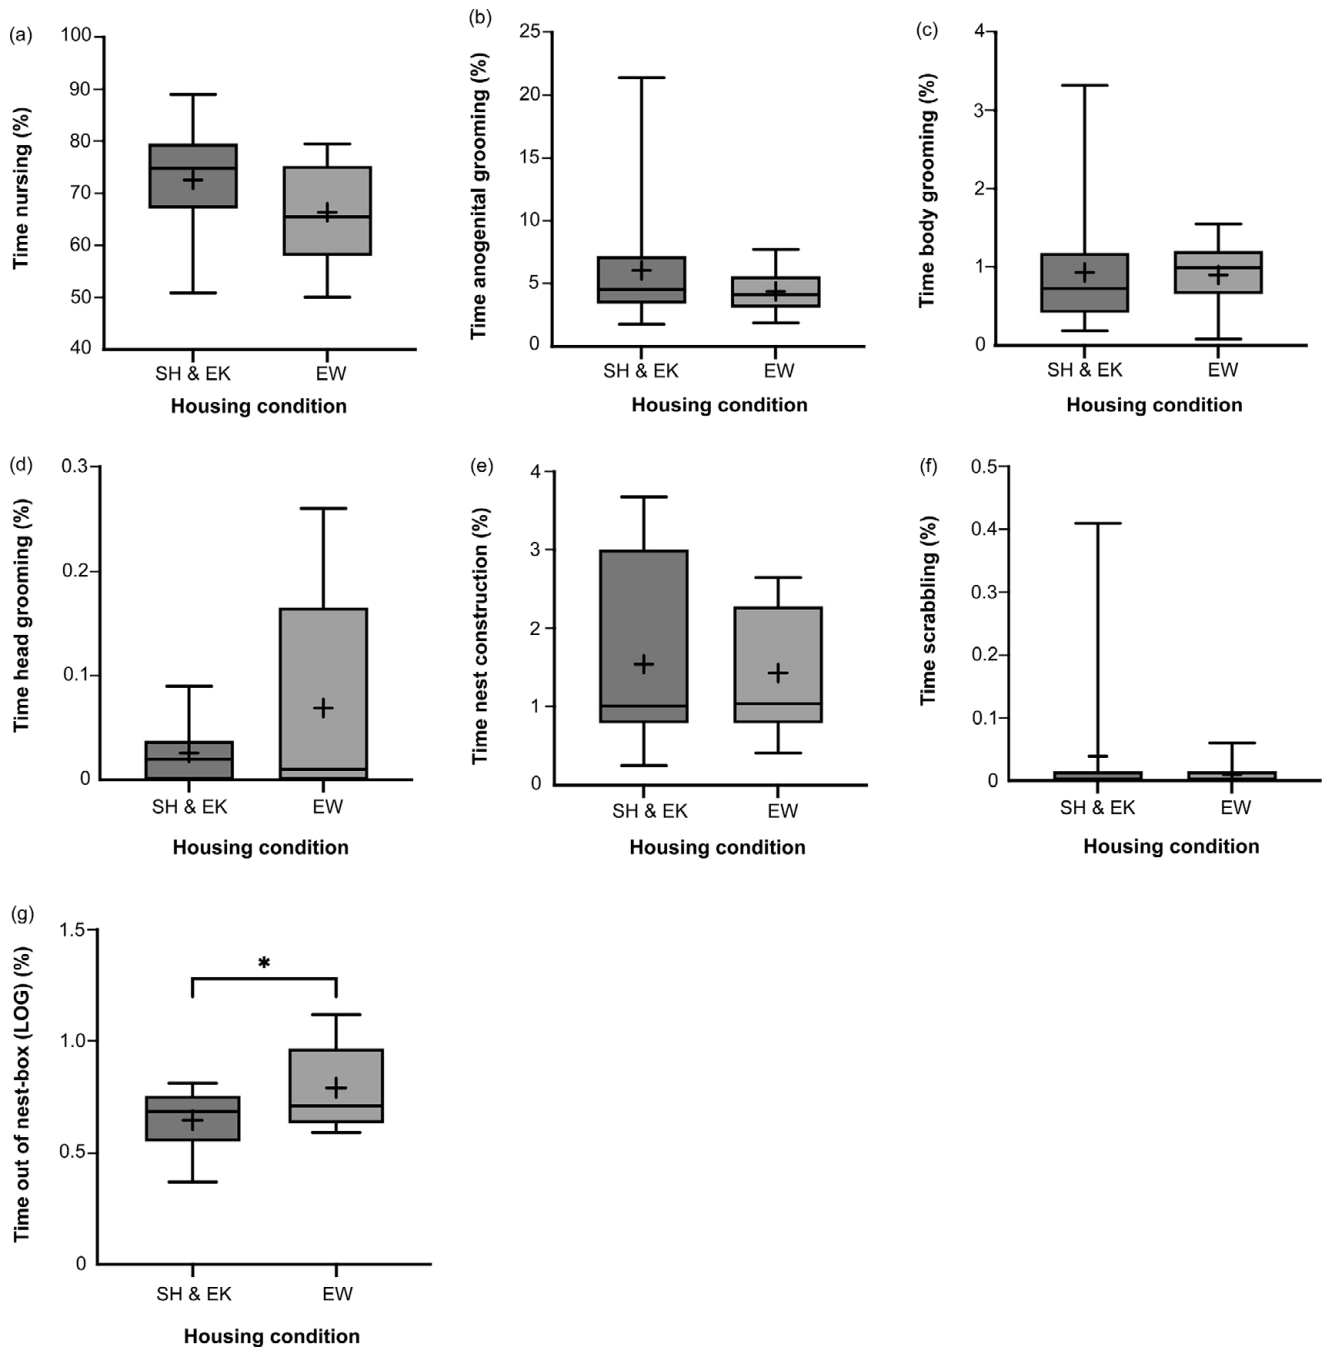 (a)
Time nursing (%)
100
90
80
70
60
50
40
SH & EK
EW
Housing condition
(b)
Time anogenital grooming (%)
25
20
15
10
5
0
SH & EK
EW
Housing condition
(c)
Time body grooming (%)
4
3
2
1
0
SH & EK
EW
Housing condition
(d)
Time head grooming (%)
0.3
0.2
0.1
0
SH & EK
EW
Housing condition
(e)
Time nest construction (%)
4
3
2
1
0
SH & EK
EW
Housing condition
(f)
Time scrabbling (%)
0.5
0.4
0.3
0.2
0.1
0
SH & EK
EW
Housing condition
(g)
Time out of nest-box (LOG) (%)
1.5
1.0
0.5
0
*
SH & EK
EW
Housing condition